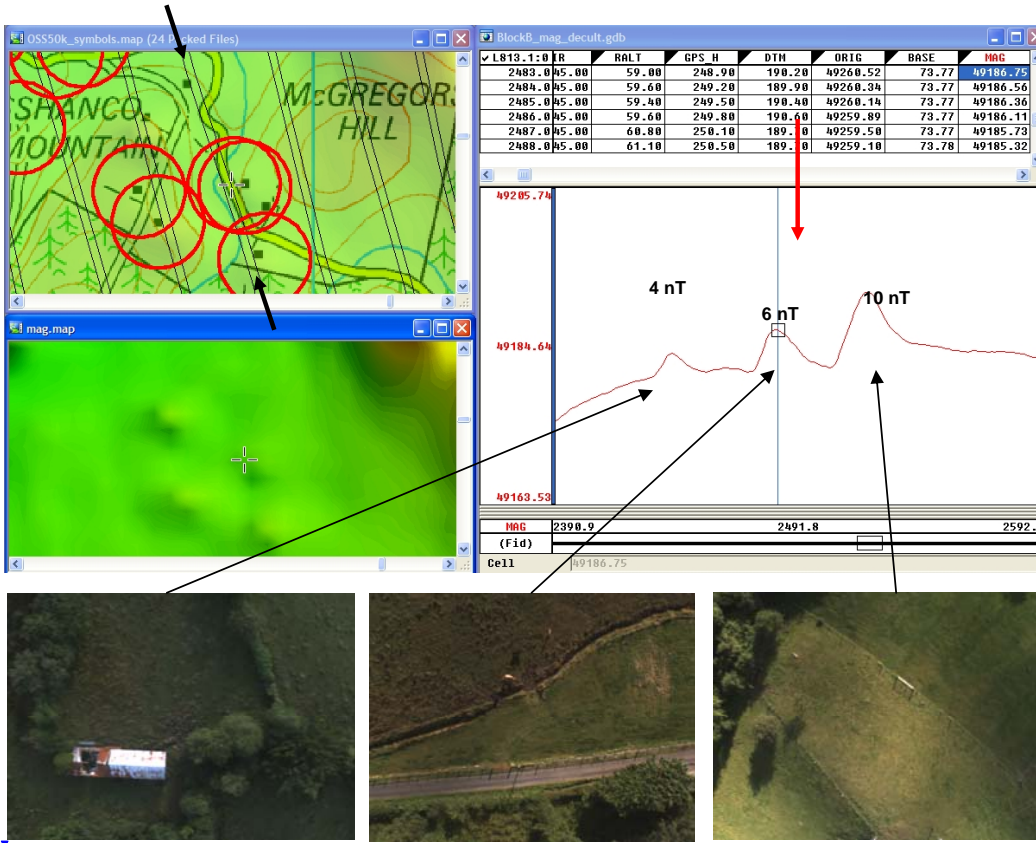 OSS50k_symbols.map (24 Packed Files)
SHANCO.
MOUNTAIN
McGREGORS
HILL
mag.map
BlockB_mag_decult.gdb
L813.1:0 IR RALT GPS_H DTM ORIG BASE MAG
2483.0 45.00 59.00 248.90 190.20 49260.52 73.77 49186.75
2484.0 45.00 59.60 249.20 189.90 49260.34 73.77 49186.56
2485.0 45.00 59.40 249.50 190.40 49260.14 73.77 49186.36
2486.0 45.00 59.60 249.80 190.60 49259.89 73.77 49186.11
2487.0 45.00 60.80 250.10 49259.50 73.77 49185.73
2488.0 45.00 61.10 250.50 49259.10 73.78 49185.32
49205.74
49184.64
49163.53
4 nT
6 nT
10 nT
MAG 2390.9 2491.8 2592.
(Fid)
Cell 49186.75